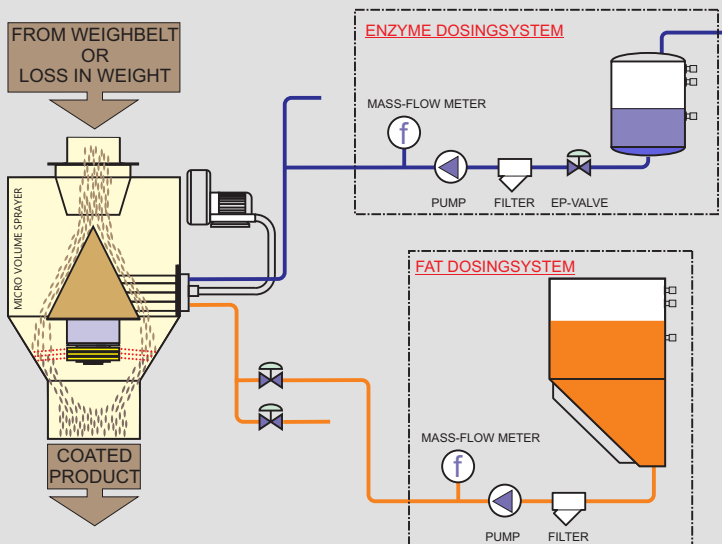 FROM WEIGHBELT
OR
LOSS IN WEIGHT
MICRO VOLUME SPRAYER
COATED
PRODUCT
ENZYME DOSINGSYSTEM
MASS-FLOW METER
f
PUMP
FILTER
EP-VALVE
FAT DOSINGSYSTEM
MASS-FLOW METER
f
PUMP
FILTER